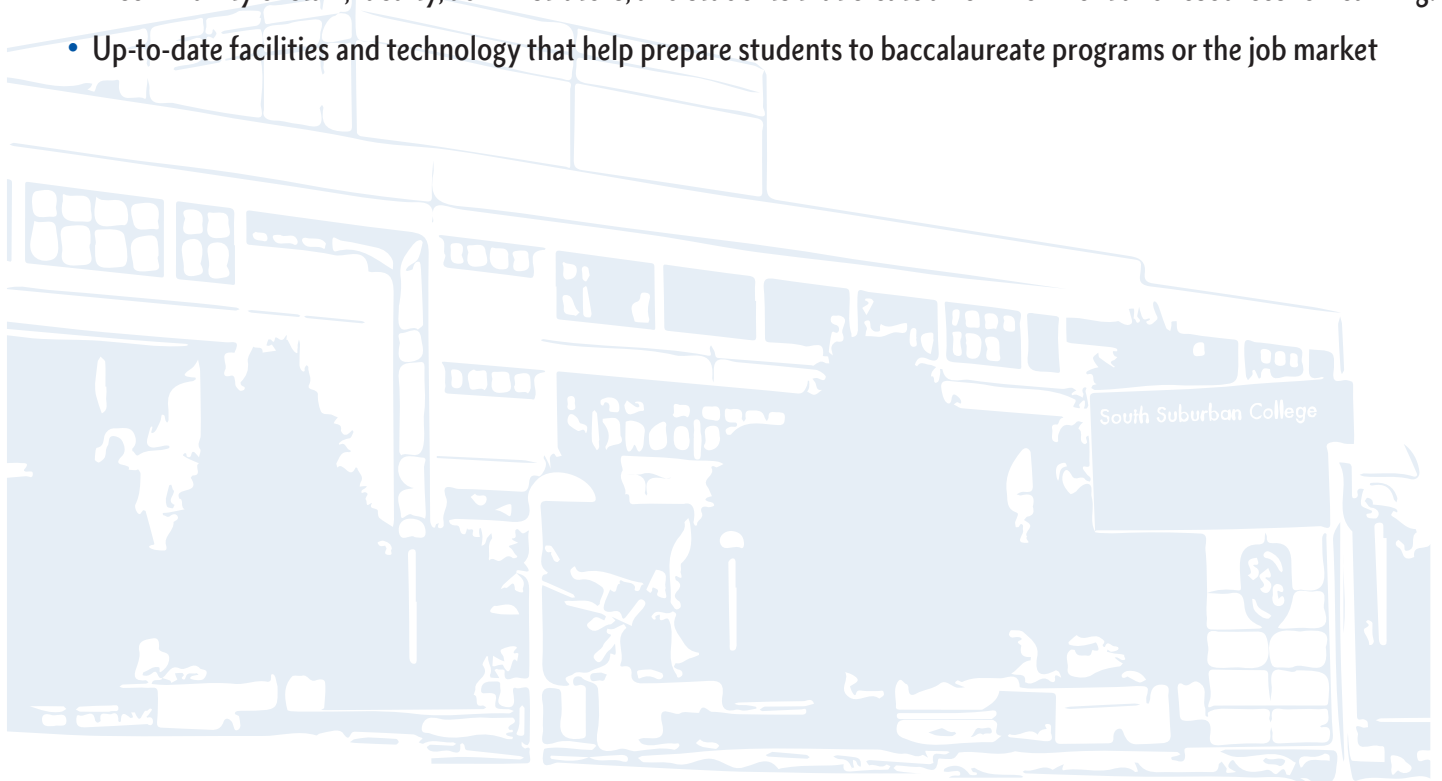 • Up-to-date facilities and technology that help prepare students to baccalaureate programs or the job market
South Suburban College
SSC